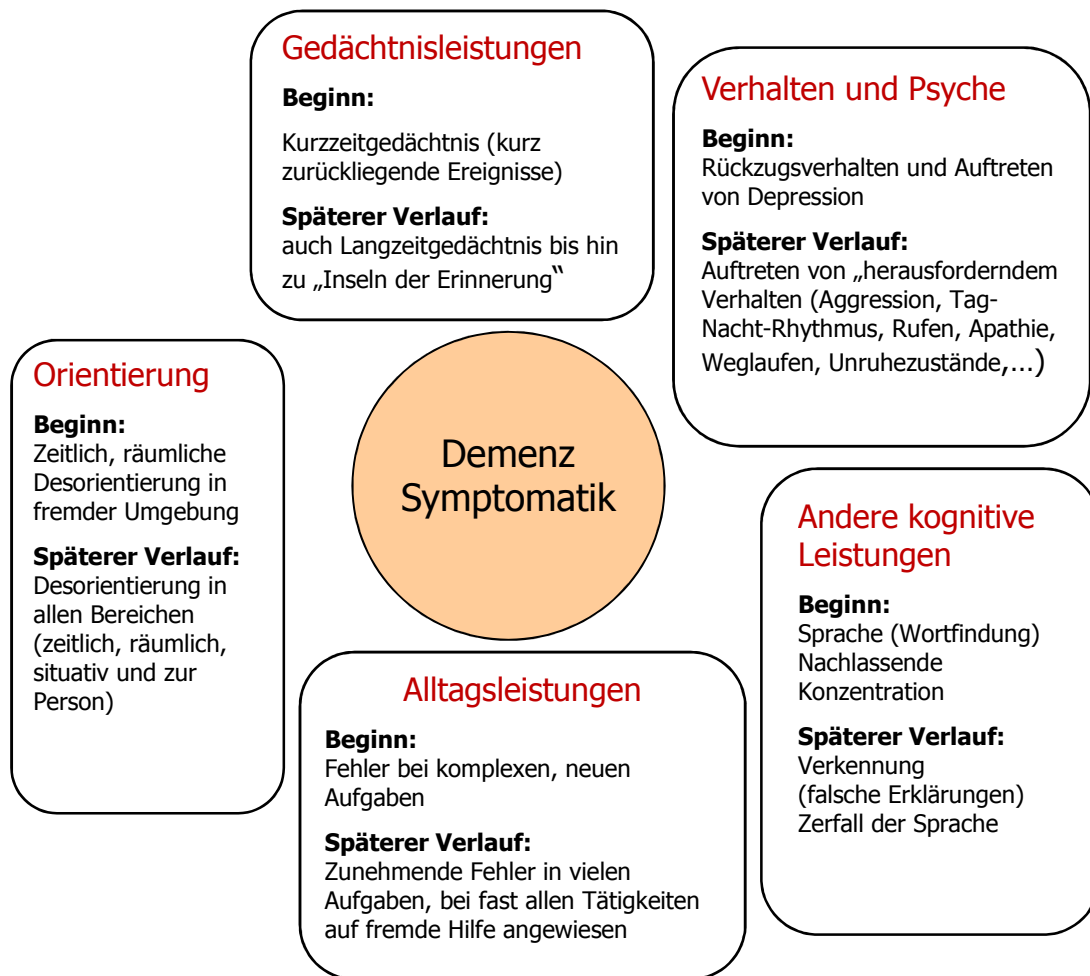 Gedächtnisleistungen
Beginn:
Kurzzeitgedächtnis (kurz
zurückliegende Ereignisse)
Späterer Verlauf:
auch Langzeitgedächtnis bis hin
zu „Inseln der Erinnerung“
Verhalten und Psyche
Beginn:
Rückzugsverhalten und Auftreten
von Depression
Späterer Verlauf:
Auftreten von „herausforderndem
Verhalten (Aggression, Tag-
Nacht-Rhythmus, Rufen, Apathie,
Weglaufen, Unruhezustände,...)
Orientierung
Beginn:
Zeitlich, räumliche
Desorientierung in
fremder Umgebung
Späterer Verlauf:
Desorientierung in
allen Bereichen
(zeitlich, räumlich,
situativ und zur
Person)
Demenz
Symptomatik
Andere kognitive
Leistungen
Beginn:
Sprache (Wortfindung)
Nachlassende
Konzentration
Späterer Verlauf:
Verkennung
(falsche Erklärungen)
Zerfall der Sprache
Alltagsleistungen
Beginn:
Fehler bei komplexen, neuen
Aufgaben
Späterer Verlauf:
Zunehmende Fehler in vielen
Aufgaben, bei fast allen Tätigkeiten
auf fremde Hilfe angewiesen